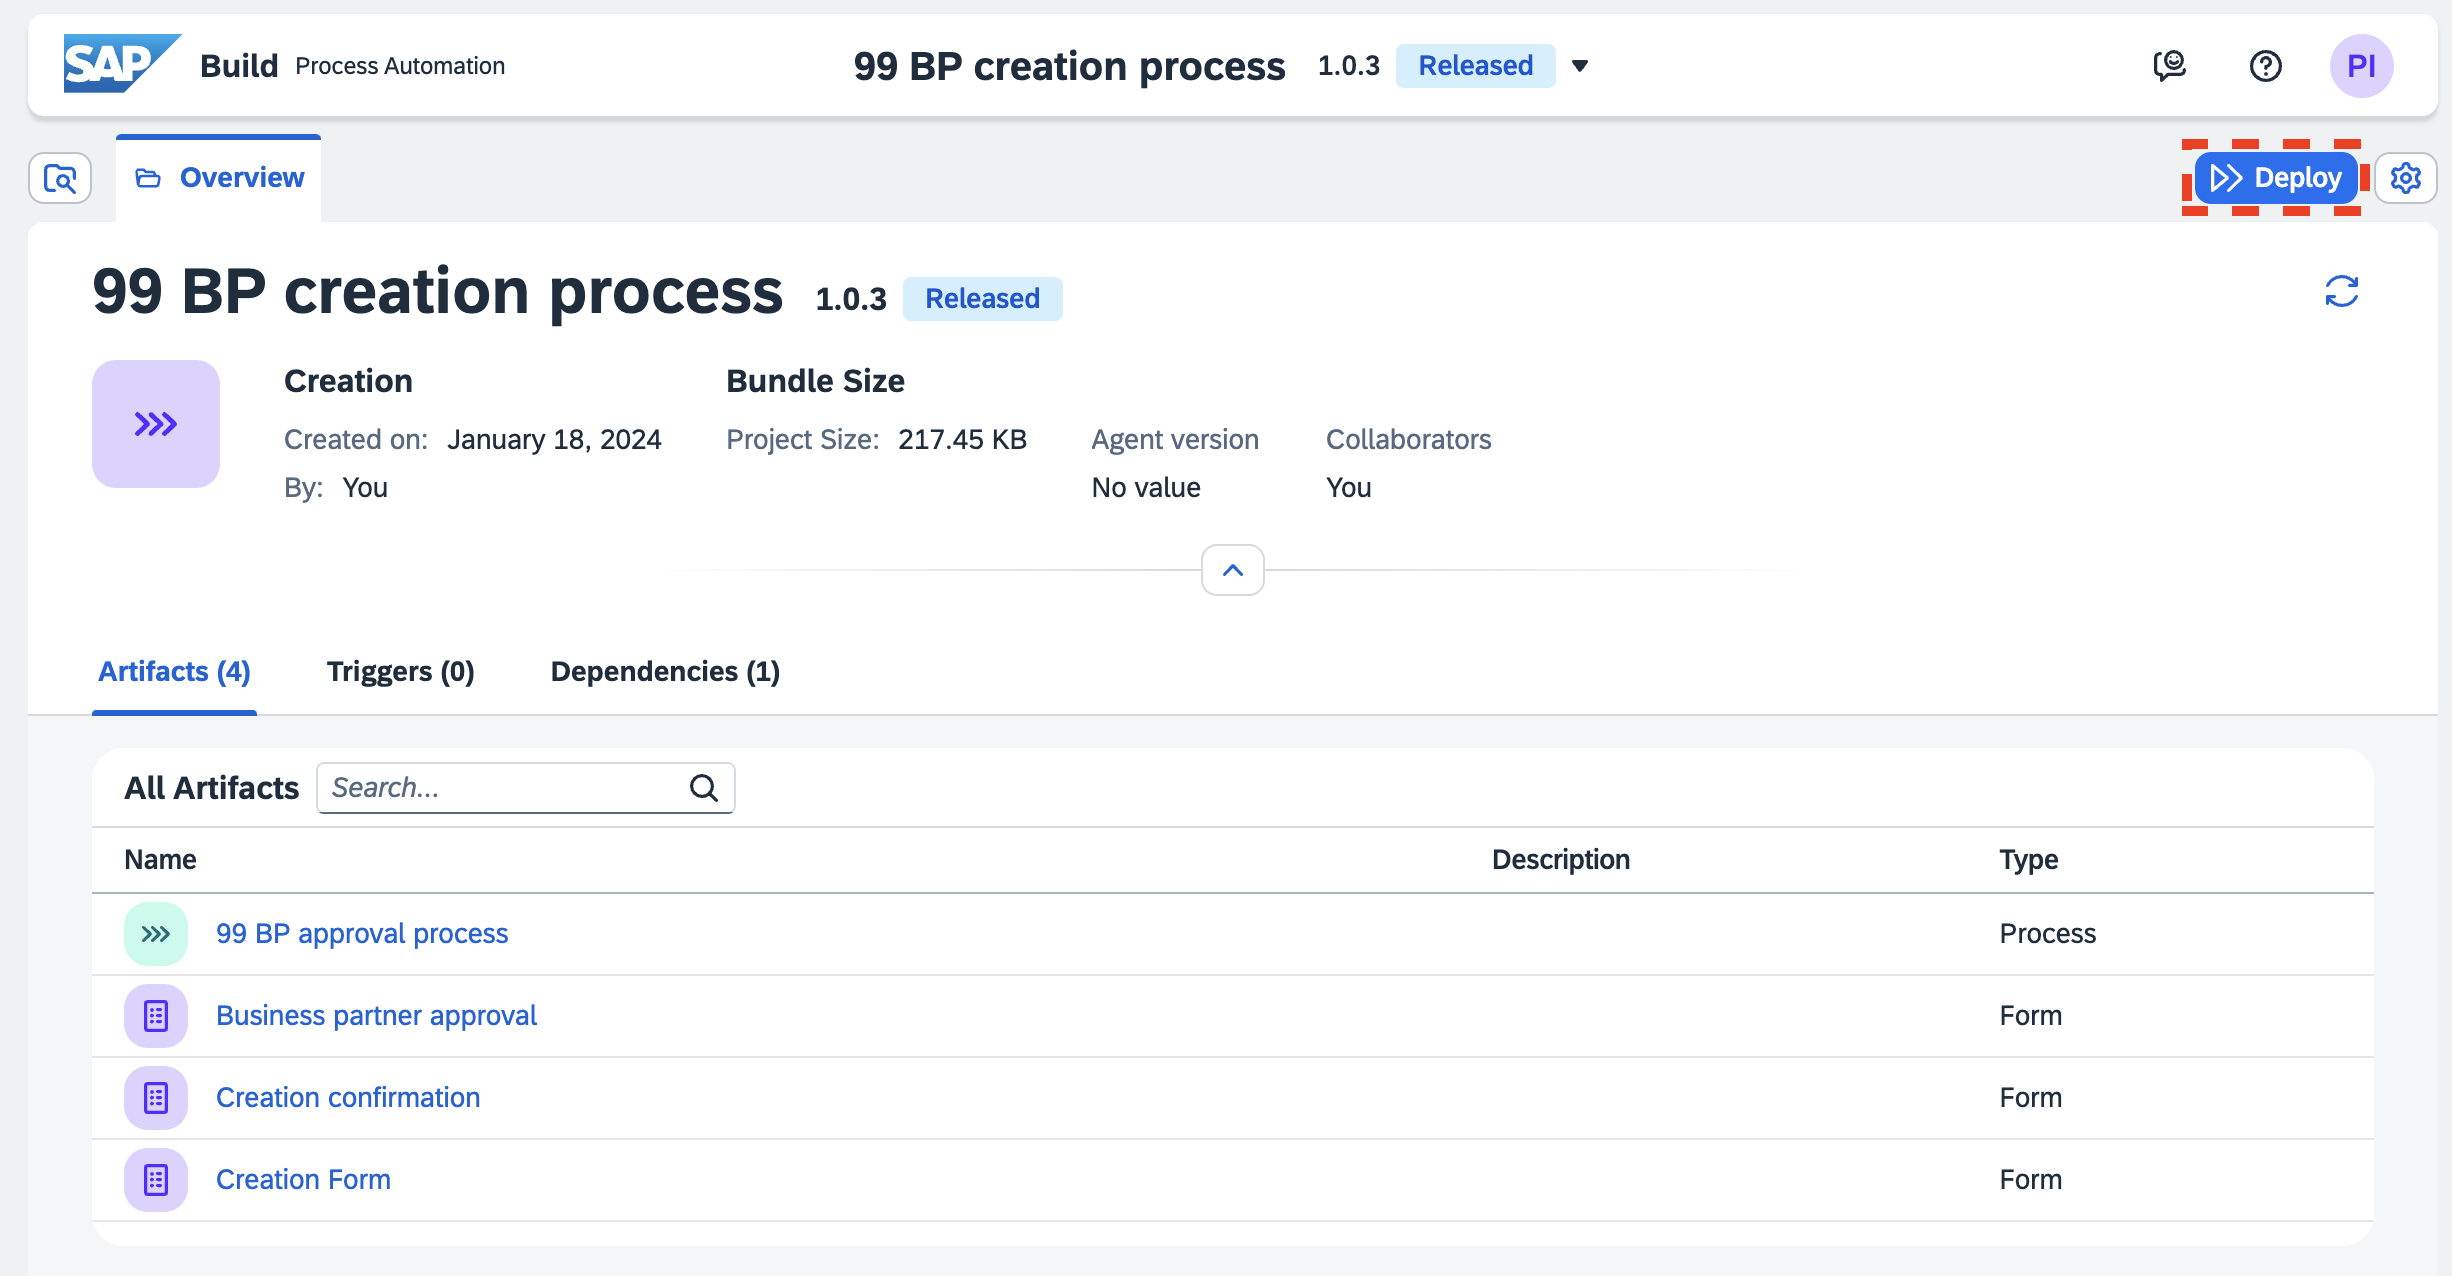 SAP Build Process Automation 99 BP creation process 1.0.3 Released PI
Overview Deploy
99 BP creation process 1.0.3 Released
Creation Bundle Size
Created on: January 18, 2024 Project Size: 217.45 KB Agent version Collaborators
By: You No value You
Artifacts (4) Triggers (0) Dependencies (1)
All Artifacts Search...
Name Description Type
99 BP approval process Process
Business partner approval Form
Creation confirmation Form
Creation Form Form